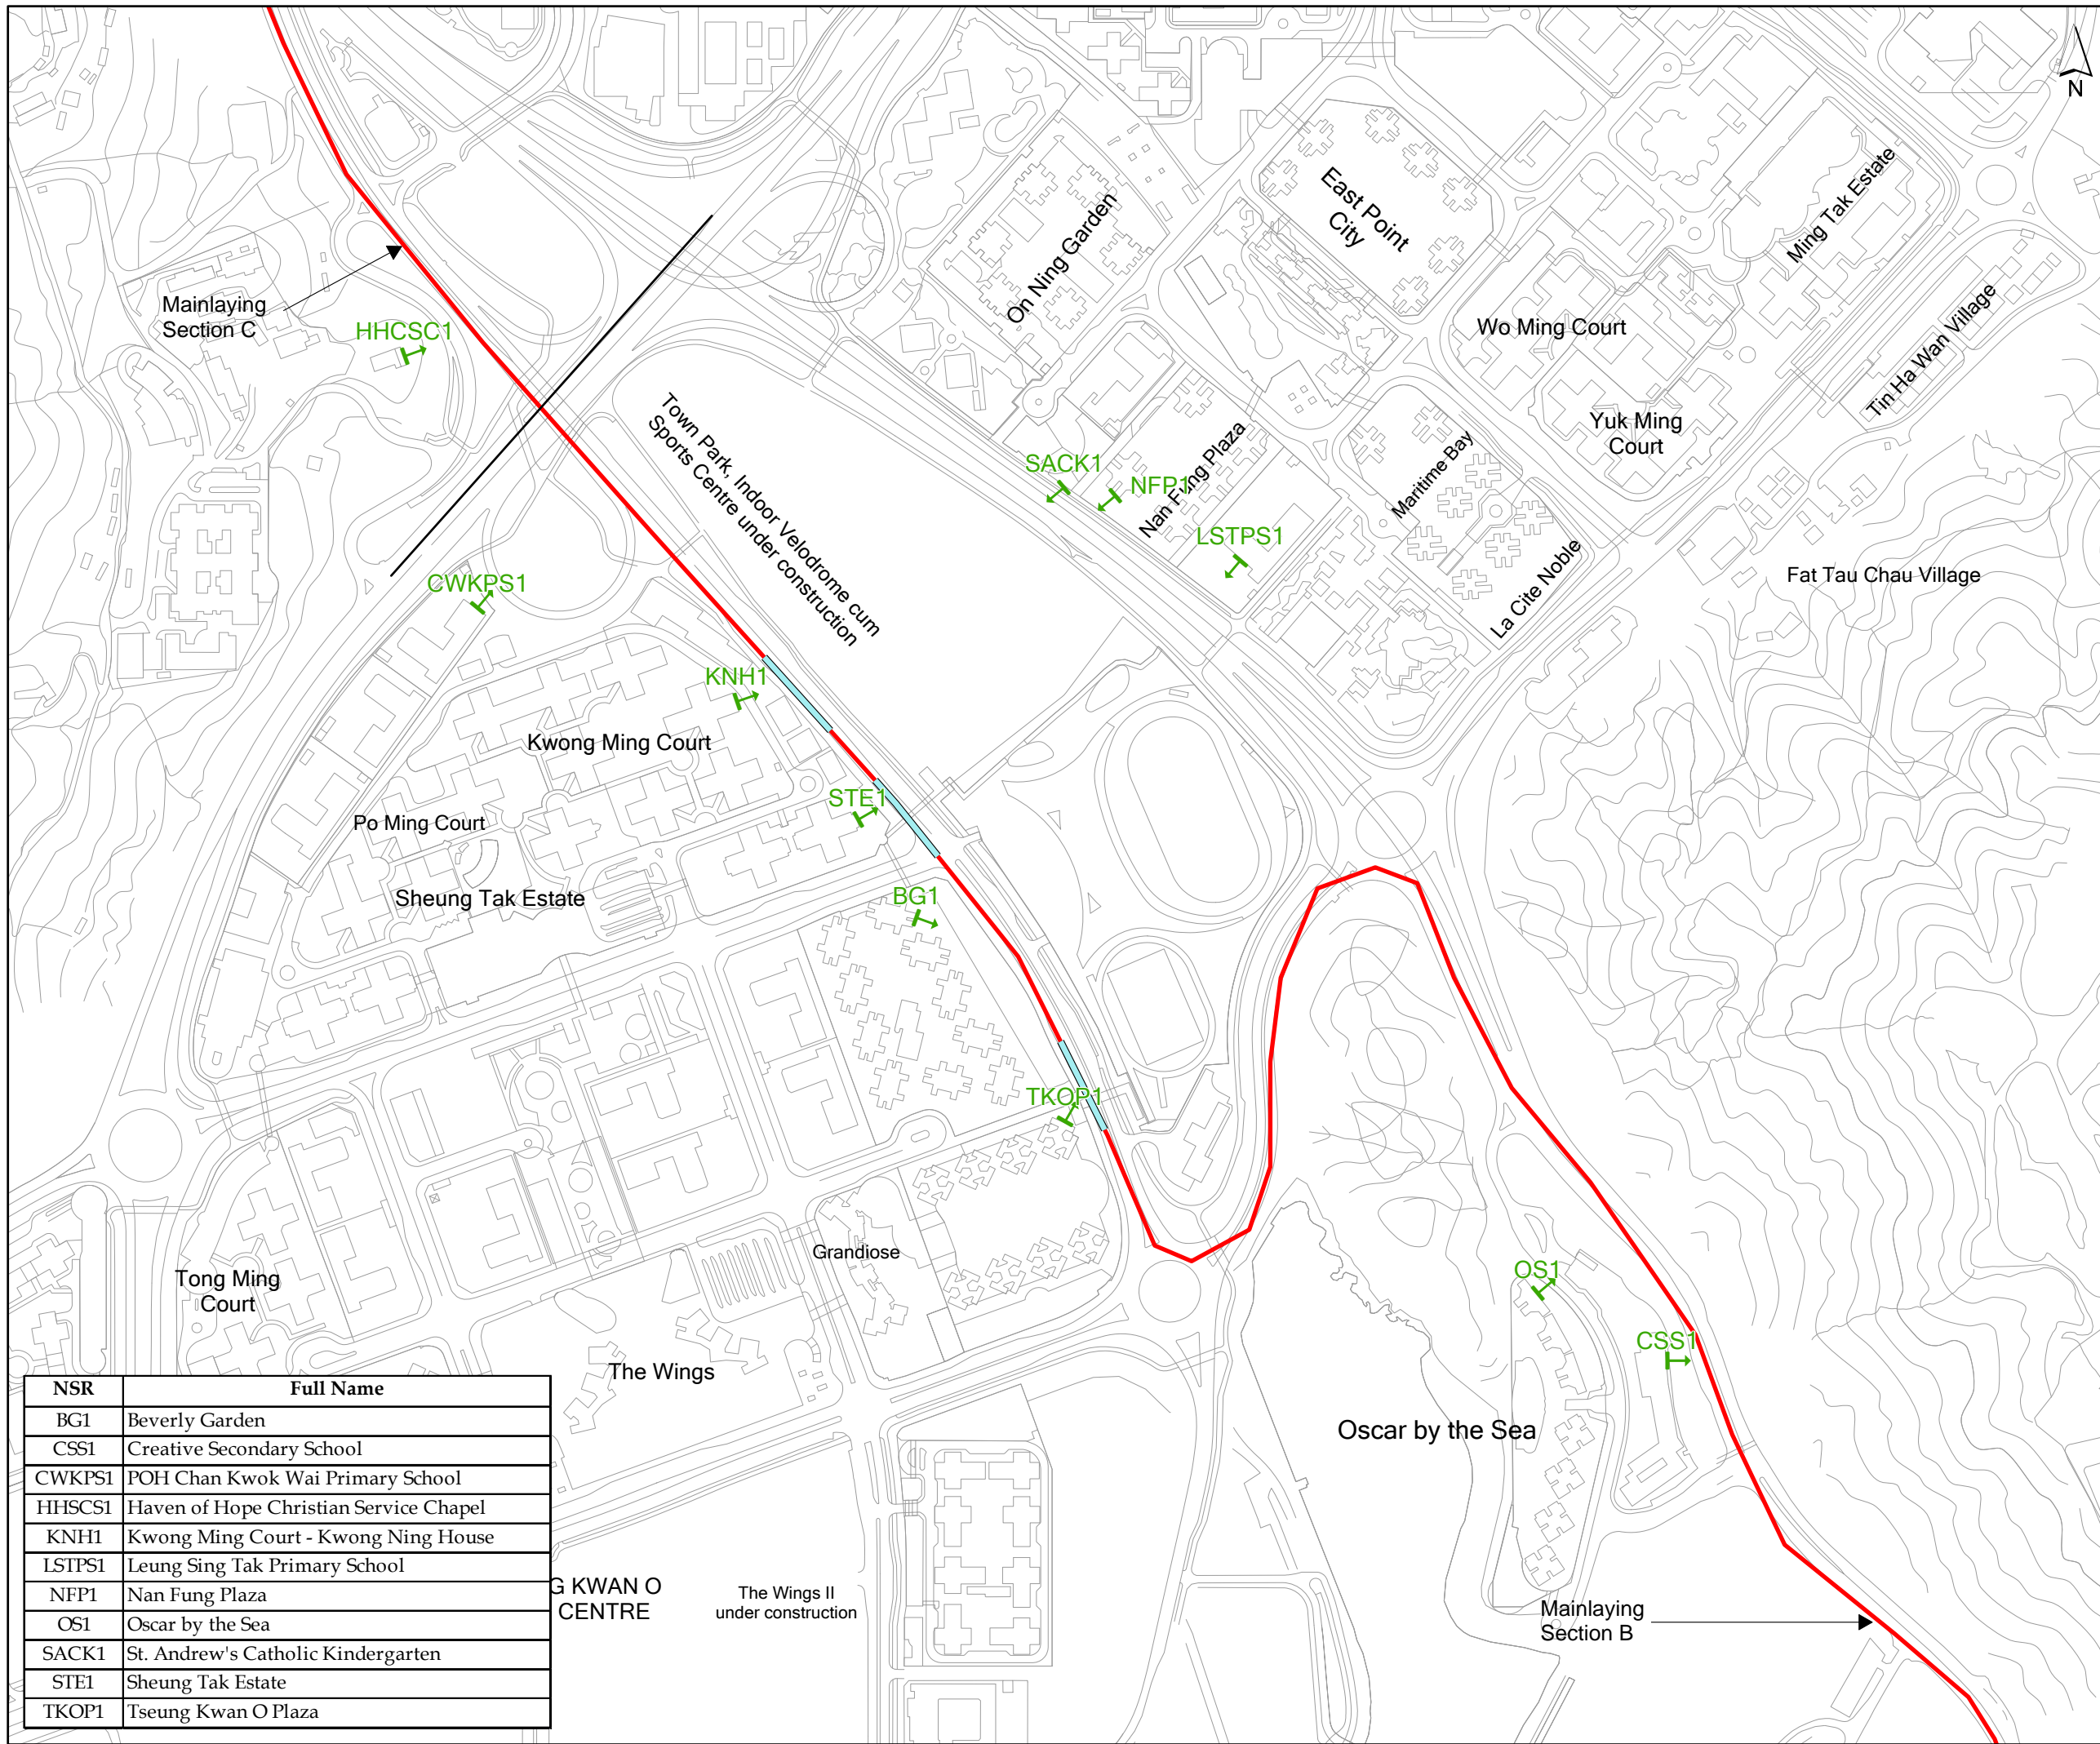 N
East Point
City
Ming Tak Estate
On Ning Garden
Mainlaying
Section C
HHCSC1
Wo Ming Court
Tin Ha Wan Village
Town Park, Indoor Velodrome cum
Sports Centre under construction
Yuk Ming
Court
SACK1
NFP1
Nan Fung Plaza
Maritime Bay
LSTPS1
La Cite Noble
Fat Tau Chau Village
CWKPS1
KNH1
Kwong Ming Court
STE1
Po Ming Court
Sheung Tak Estate
BG1
TKOP1
Grandiose
Tong Ming
Court
OS1
CSS1
The Wings
Oscar by the Sea
G KWAN O
CENTRE
The Wings II
under construction
Mainlaying
Section B
NSR Full Name
BG1 Beverly Garden
CSS1 Creative Secondary School
CWKPS1 POH Chan Kwok Wai Primary School
HHSCS1 Haven of Hope Christian Service Chapel
KNH1 Kwong Ming Court - Kwong Ning House
LSTPS1 Leung Sing Tak Primary School
NFP1 Nan Fung Plaza
OS1 Oscar by the Sea
SACK1 St. Andrew's Catholic Kindergarten
STE1 Sheung Tak Estate
TKOP1 Tseung Kwan O Plaza